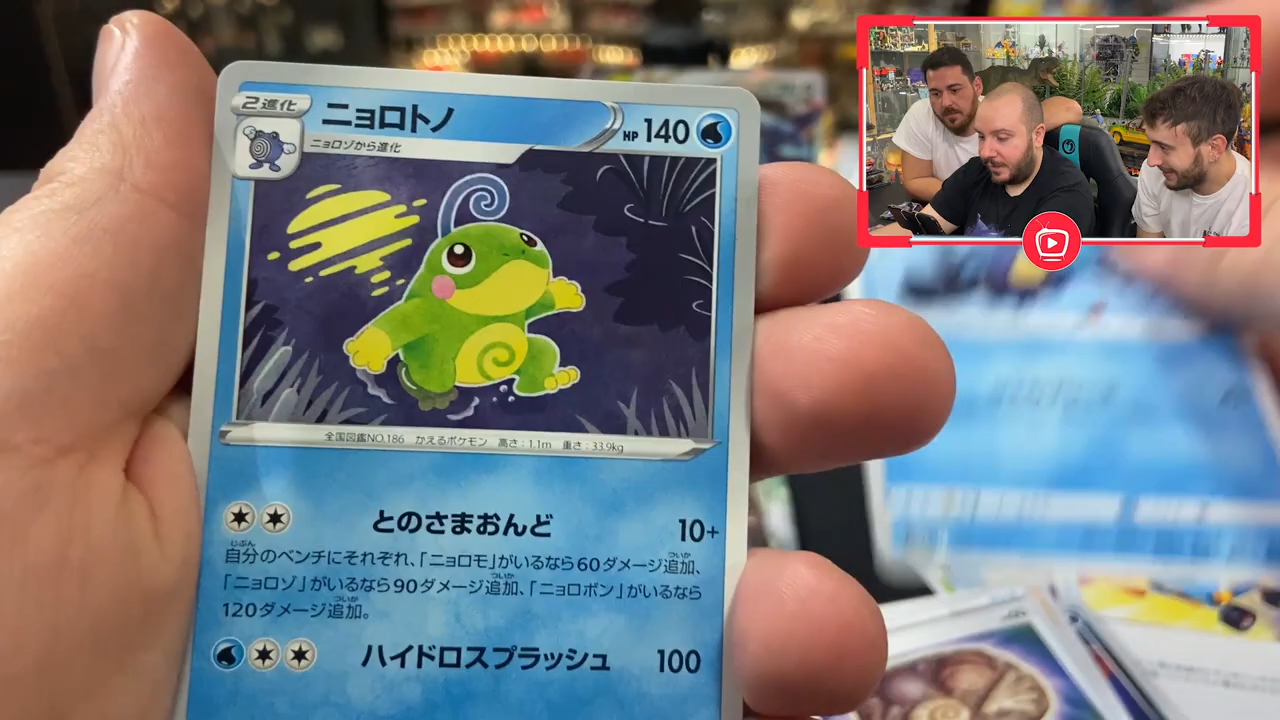 2進化
ニョロトノ
HP 140
ニョロゾから進化
全国図鑑NO.186 かえるポケモン 高さ:1.1m 重さ:33.9kg
とのさまおんど 10+
自分のベンチにそれぞれ、「ニョロモ」がいるなら60ダメージ追加、
「ニョロゾ」がいるなら90ダメージ追加、「ニョロボン」がいるなら
120ダメージ追加。
ハイドロスプラッシュ 100